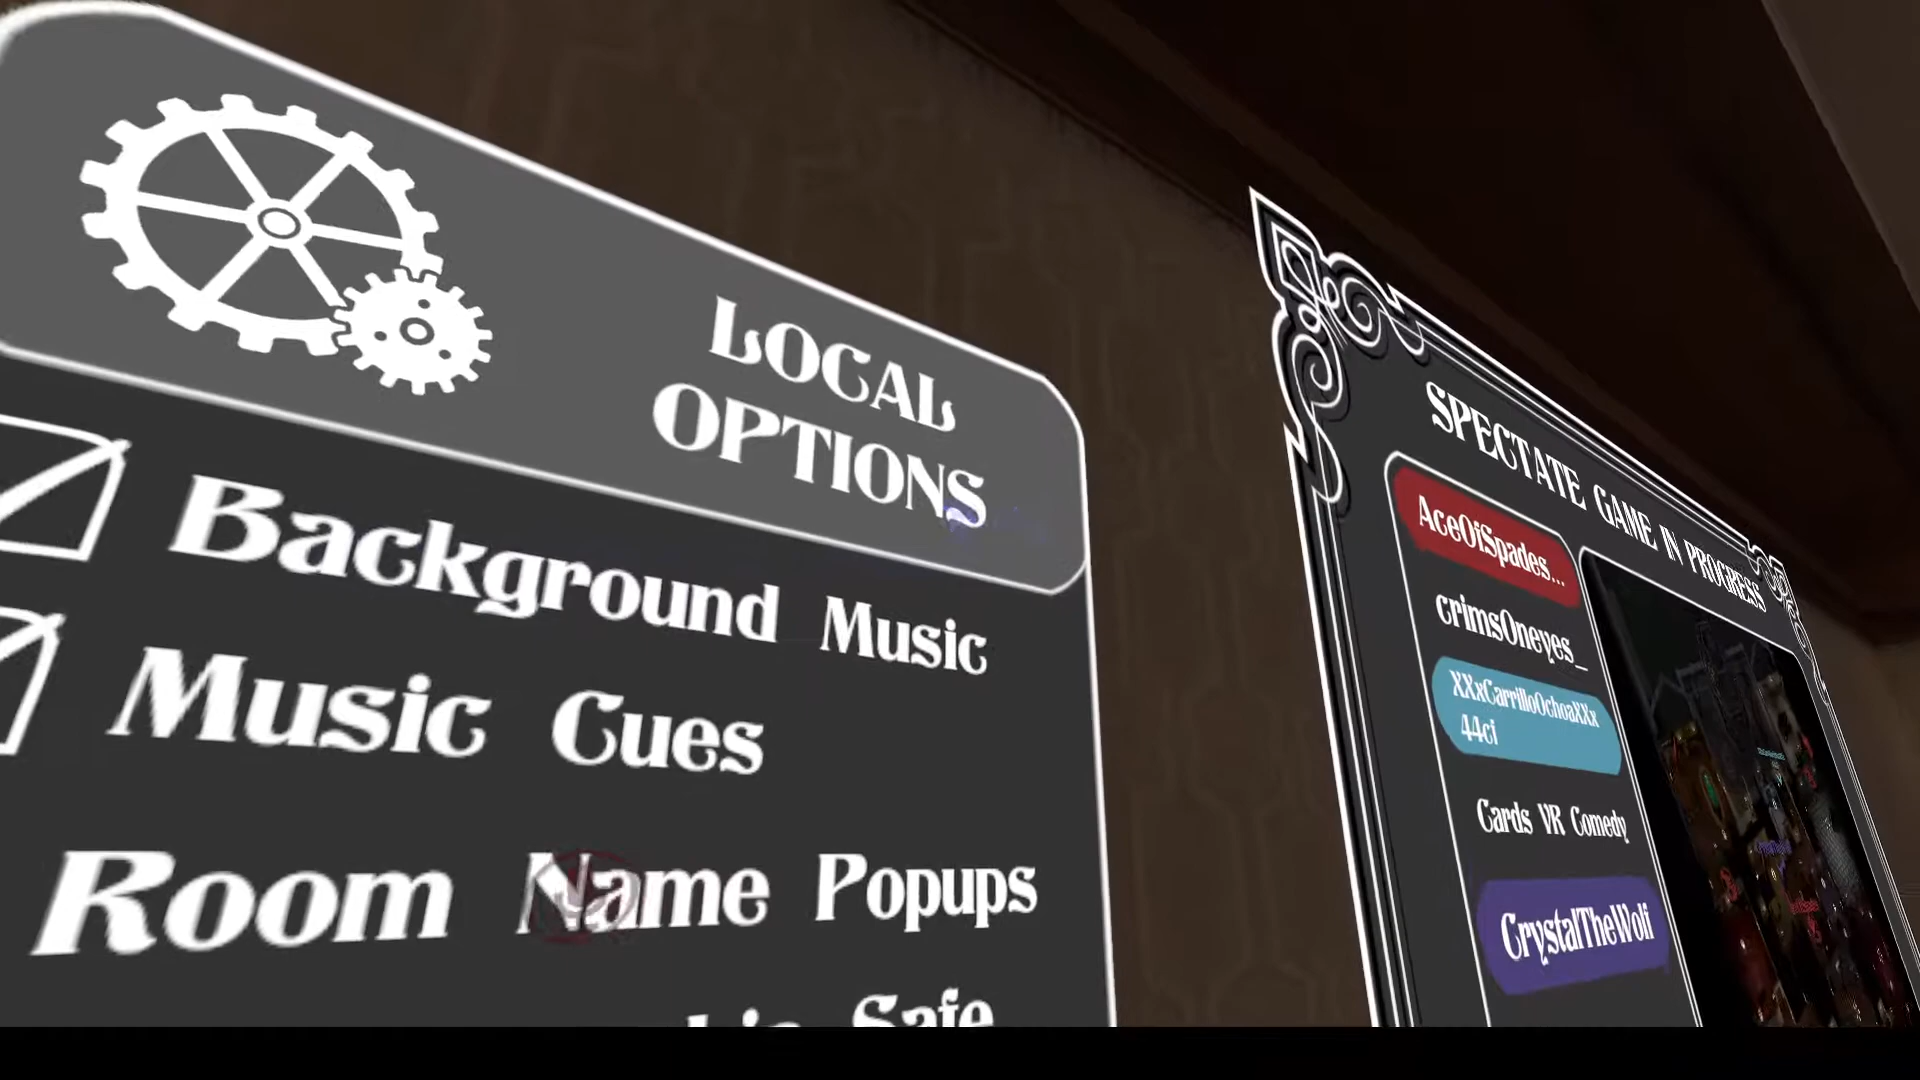 LOCAL
OPTIONS
Background Music
Music Cues
Room Name Popups
Safe
SPECTATE GAME IN PROGRESS
AceOfSpades...
crimsOneyes_
XXxCarrilloOchoaXXx
44ci
Cards VR Comedy
CrystalTheWolf